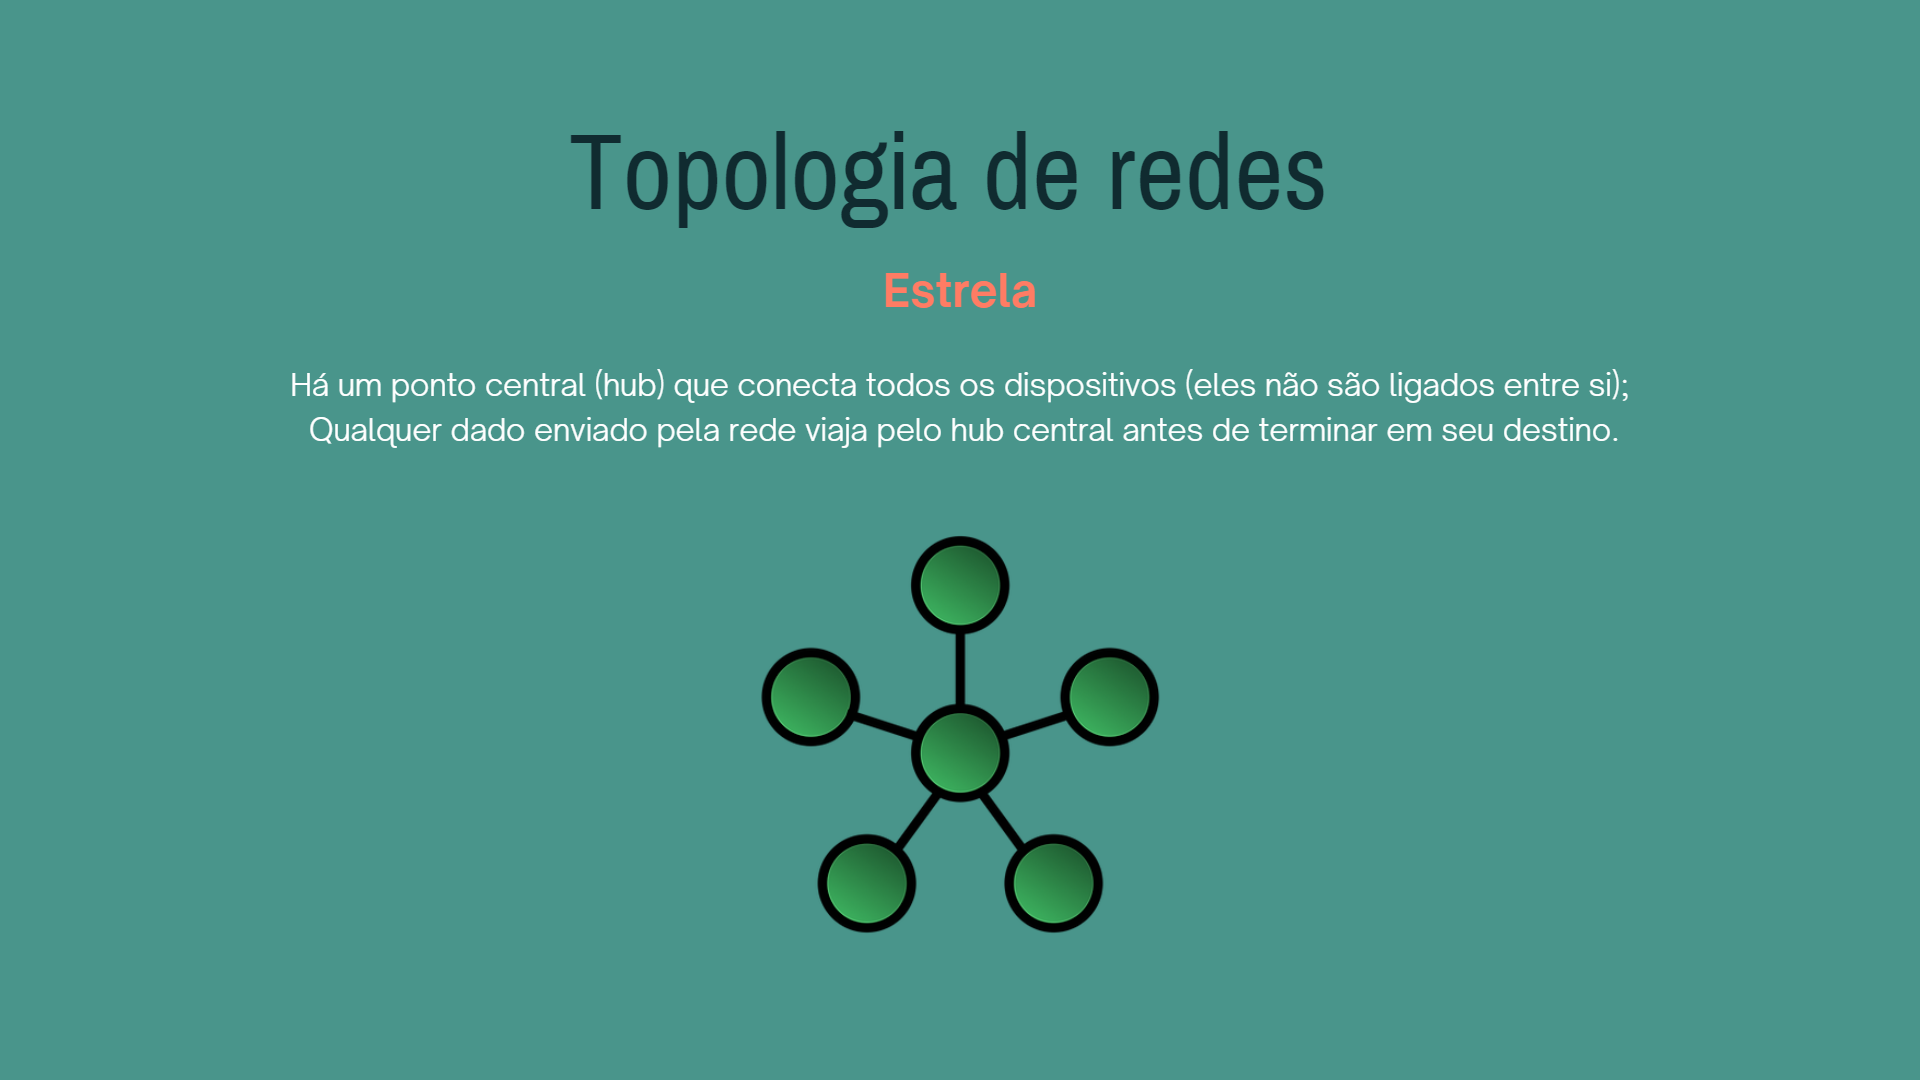 Topologia de redes
Estrela
Há um ponto central (hub) que conecta todos os dispositivos (eles não são ligados entre si);
Qualquer dado enviado pela rede viaja pelo hub central antes de terminar em seu destino.